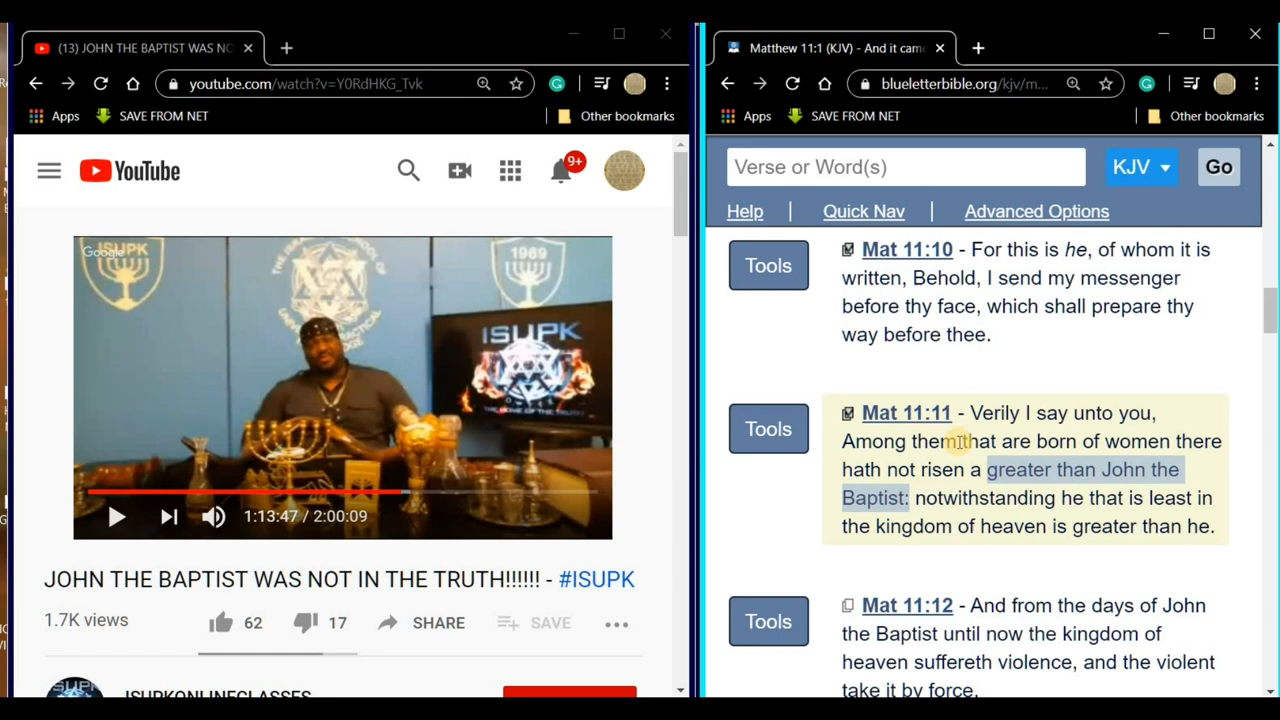 (13) JOHN THE BAPTIST WAS N
youtube.com/watch?v=Y0RdHKG_Tvk
Apps
SAVE FROM NET
Other bookmarks
YouTube
9+
Google
ISUPK
1969
ISUPK
THE HOME OF THE TRUTH
1:13:47 / 2:00:09
JOHN THE BAPTIST WAS NOT IN THE TRUTH!!!!!! - #ISUPK
1.7K views
62
17
SHARE
SAVE
ISUPKONLINECLASSES
Matthew 11:1 (KJV) - And it came
blueletterbible.org/kjv/m...
Apps
SAVE FROM NET
Other bookmarks
Verse or Word(s)
KJV
Go
Help
Quick Nav
Advanced Options
Tools
Mat 11:10 - For this is he, of whom it is
written, Behold, I send my messenger
before thy face, which shall prepare thy
way before thee.
Tools
Mat 11:11 - Verily I say unto you,
Among them that are born of women there
hath not risen a greater than John the
Baptist: notwithstanding he that is least in
the kingdom of heaven is greater than he.
Tools
Mat 11:12 - And from the days of John
the Baptist until now the kingdom of
heaven suffereth violence, and the violent
take it by force.